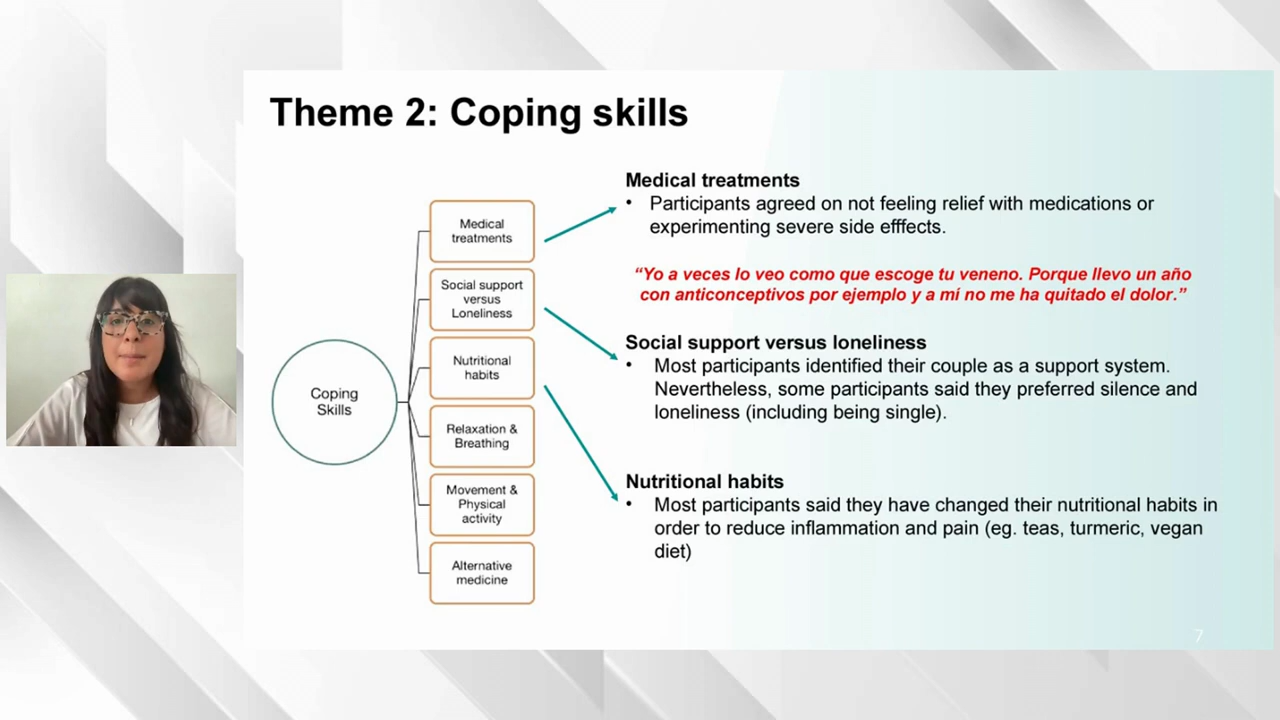 Theme 2: Coping skills
Coping
Skills
Medical
treatments
Social support
versus
Loneliness
Nutritional
habits
Relaxation &
Breathing
Movement &
Physical
activity
Alternative
medicine
Medical treatments
• Participants agreed on not feeling relief with medications or
experimenting severe side efffects.
“Yo a veces lo veo como que escoge tu veneno. Porque llevo un año
con anticonceptivos por ejemplo y a mí no me ha quitado el dolor.”
Social support versus loneliness
• Most participants identified their couple as a support system.
Nevertheless, some participants said they preferred silence and
loneliness (including being single).
Nutritional habits
• Most participants said they have changed their nutritional habits in
order to reduce inflammation and pain (eg. teas, turmeric, vegan
diet)
7